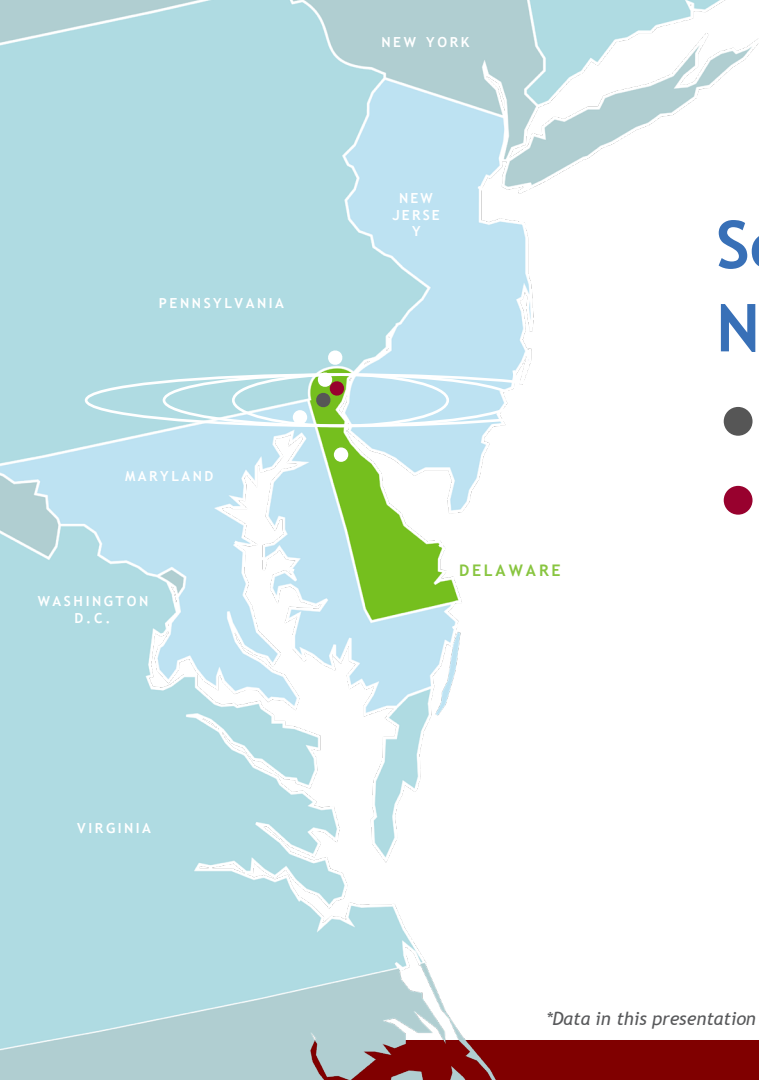 NEW YORK
NEW
JERSE
Y
PENNSYLVANIA
MARYLAND
DELAWARE
WASHINGTON
D.C.
VIRGINIA
N
*Data in this presentation